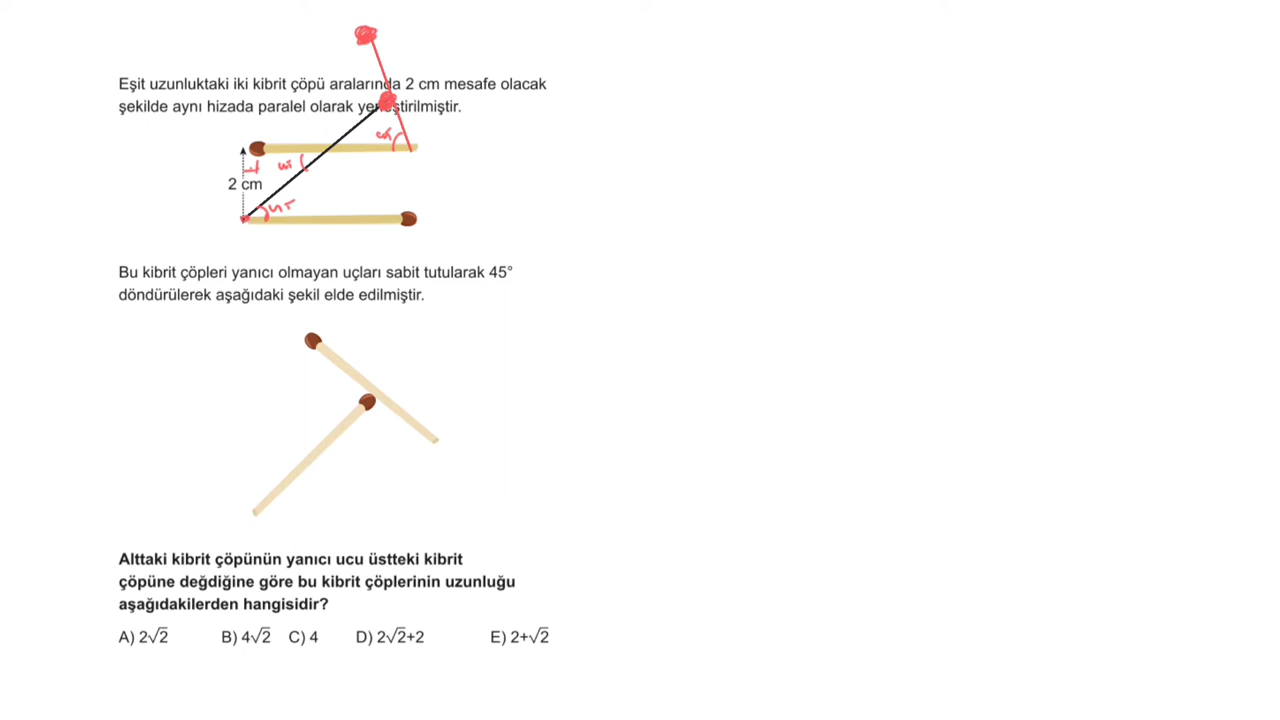 Eşit uzunluktaki iki kibrit çöpü aralarında 2 cm mesafe olacak
şekilde aynı hizada paralel olarak yerleştirilmiştir.
2 cm
Bu kibrit çöpleri yanıcı olmayan uçları sabit tutularak 45°
döndürülerek aşağıdaki şekil elde edilmiştir.
Alttaki kibrit çöpünün yanıcı ucu üstteki kibrit
çöpüne değdiğine göre bu kibrit çöplerinin uzunluğu
aşağıdakilerden hangisidir?
A) 2√2 B) 4√2 C) 4 D) 2√2+2 E) 2+√2